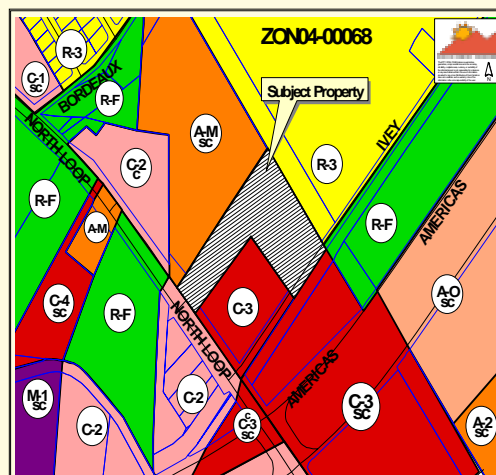 ZON04-00068
R-3
C-1
SC
BORDEAUX
R-F
Subject Property
A-M
SC
NORTH LOOP
C-2
C
R-3
IVEY
R-F
R-F
AMERICAS
A-M
A-O
SC
C-4
SC
R-F
C-3
NORTH LOOP
AMERICAS
M-1
SC
C-2
C-2
C
C-3
SC
C-3
SC
A-2
SC
N